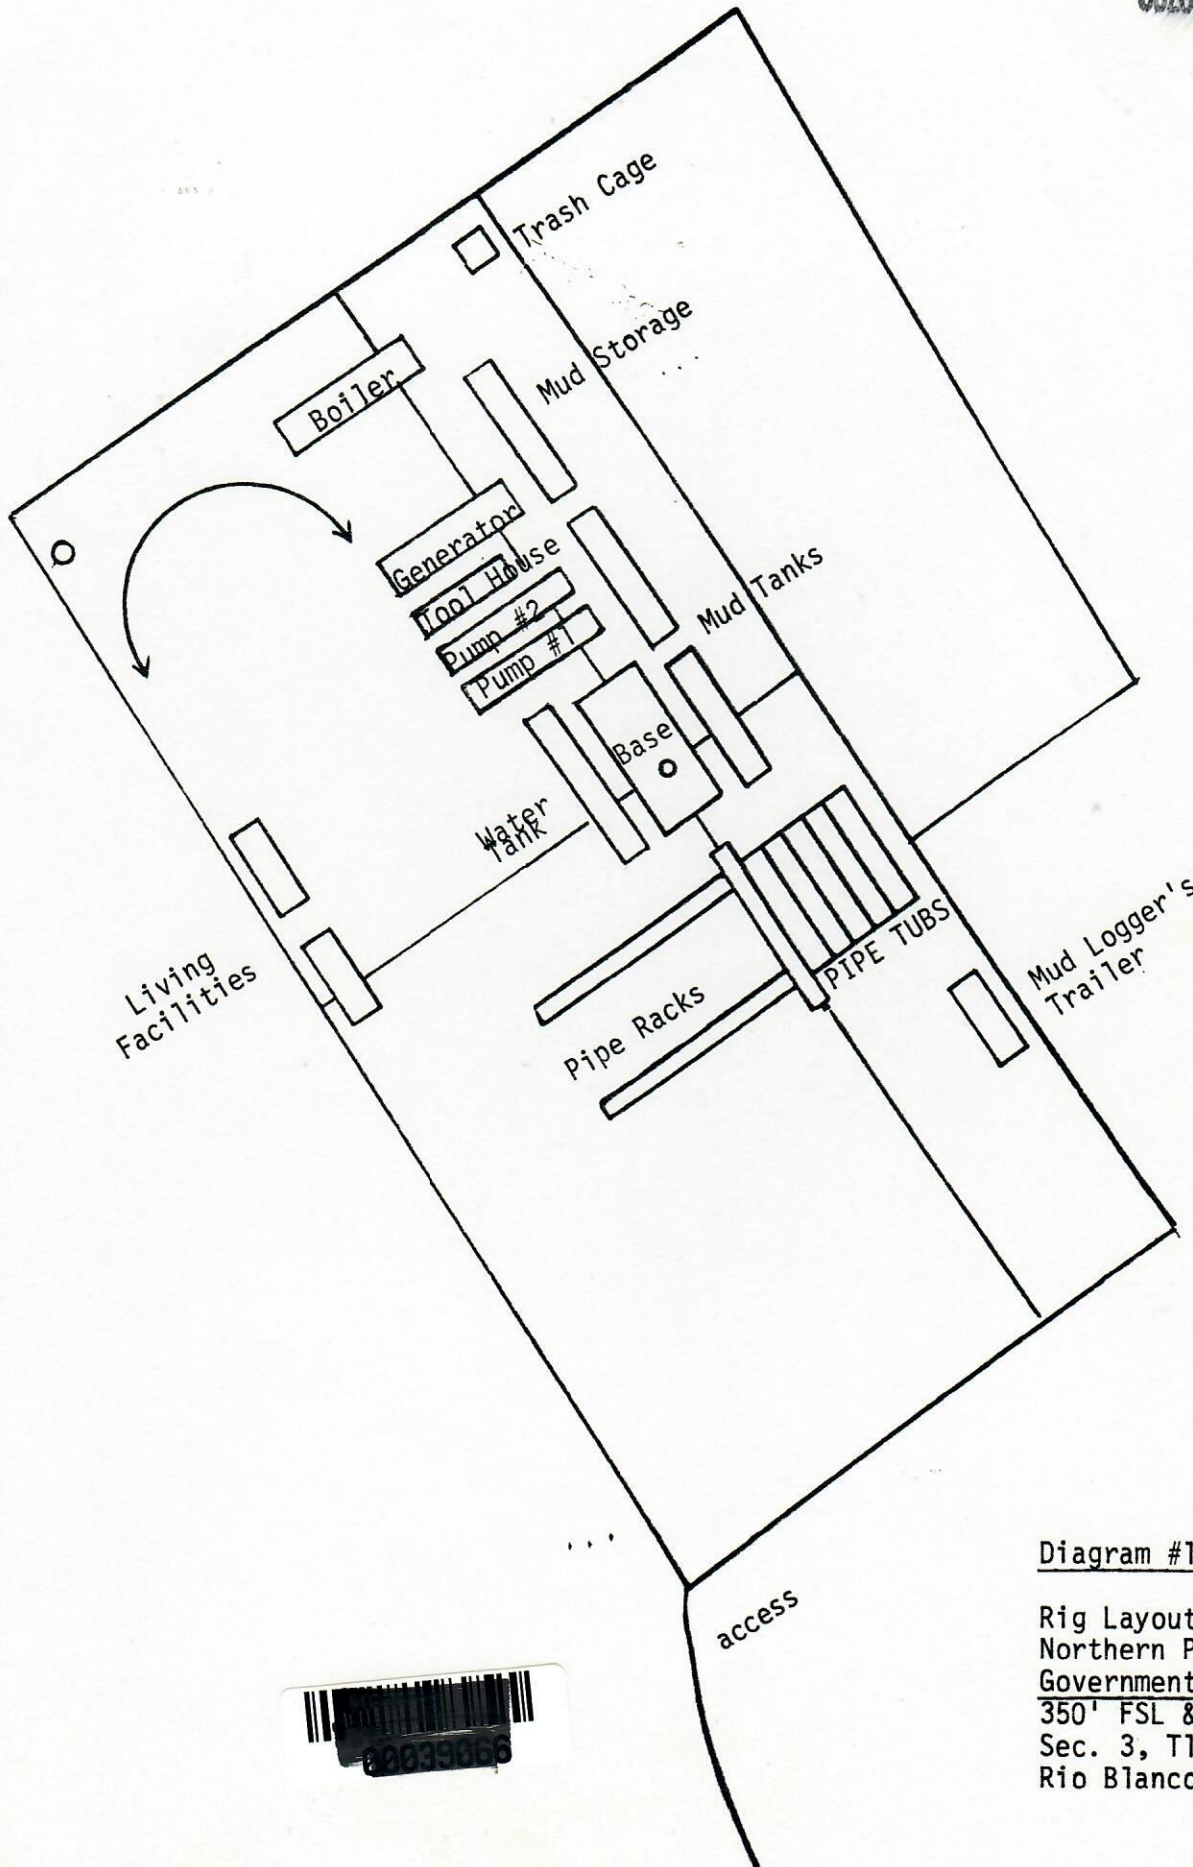 Trash Cage
Mud Storage
Boiler
Generator
Tool House
Pump #2
Pump #1
Mud Tanks
Base
Water
Tank
Living
Facilities
Pipe Racks
PIPE TUBS
Mud Logger's
Trailer
access
00039066
Diagram #1
Rig Layout
Northern P
Government
350' FSL &
Sec. 3, T1
Rio Blanco